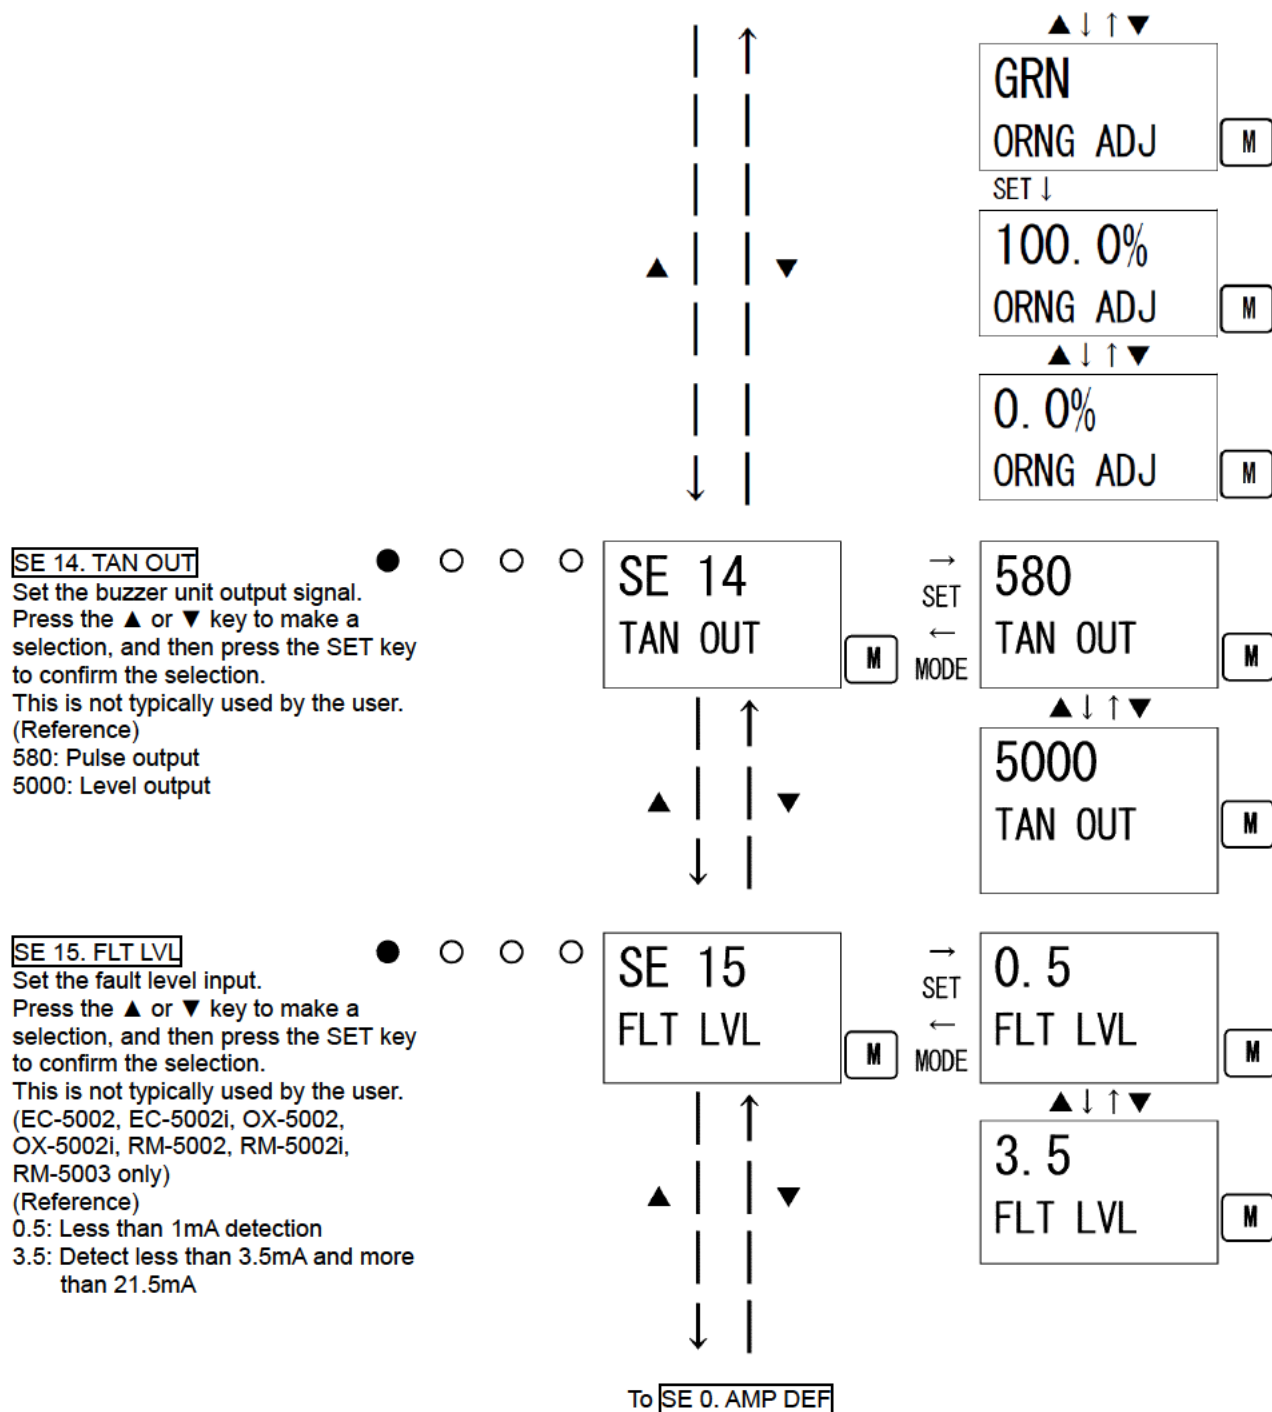 ▲↓↑▼
GRN
ORNG ADJ
M
SET↓
100.0%
ORNG ADJ
M
▲ ▼
▲↓↑▼
0.0%
ORNG ADJ
M
SE 14. TAN OUT
Set the buzzer unit output signal.
Press the ▲ or ▼ key to make a
selection, and then press the SET key
to confirm the selection.
This is not typically used by the user.
(Reference)
580: Pulse output
5000: Level output
● ○ ○ ○
SE 14
TAN OUT
M
→
SET
←
MODE
580
TAN OUT
M
▲↓↑▼
5000
TAN OUT
M
▲ ▼
SE 15. FLT LVL
Set the fault level input.
Press the ▲ or ▼ key to make a
selection, and then press the SET key
to confirm the selection.
This is not typically used by the user.
(EC-5002, EC-5002i, OX-5002,
OX-5002i, RM-5002, RM-5002i,
RM-5003 only)
(Reference)
0.5: Less than 1mA detection
3.5: Detect less than 3.5mA and more
than 21.5mA
● ○ ○ ○
SE 15
FLT LVL
M
→
SET
←
MODE
0.5
FLT LVL
M
▲↓↑▼
3.5
FLT LVL
M
▲ ▼
To SE 0. AMP DEF